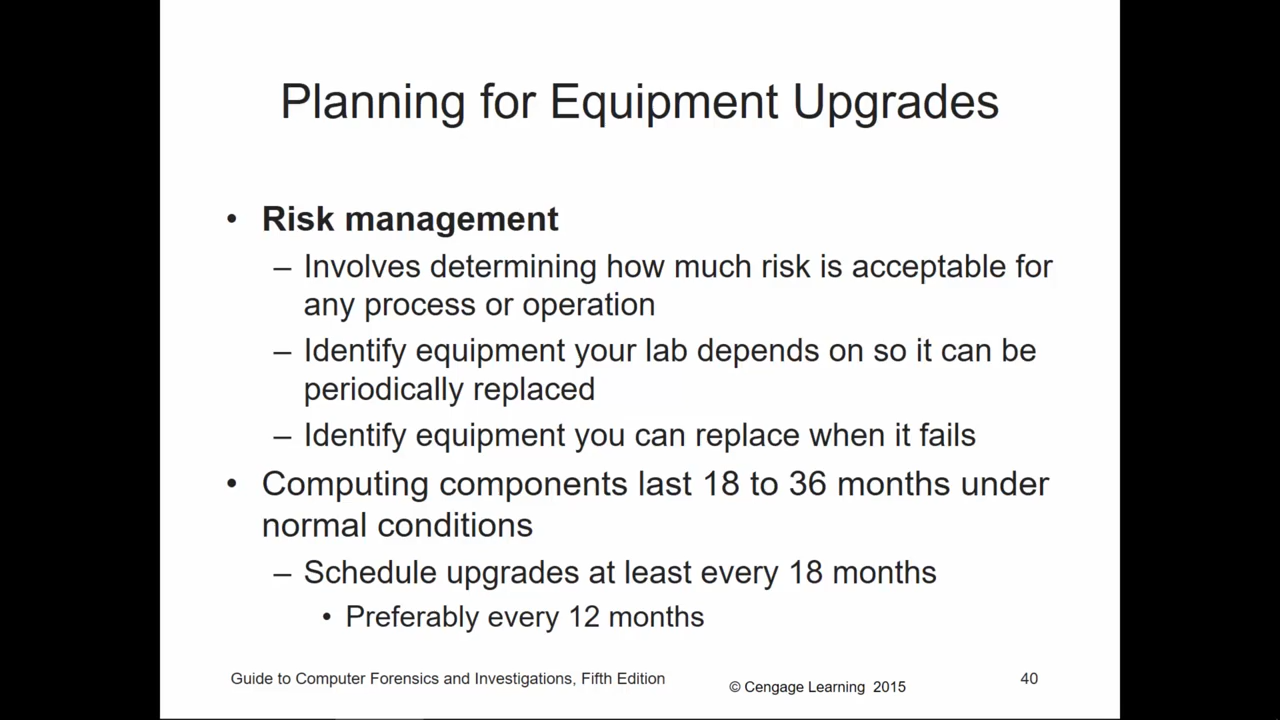 Planning for Equipment Upgrades
• Risk management
– Involves determining how much risk is acceptable for
any process or operation
– Identify equipment your lab depends on so it can be
periodically replaced
– Identify equipment you can replace when it fails
• Computing components last 18 to 36 months under
normal conditions
– Schedule upgrades at least every 18 months
• Preferably every 12 months
Guide to Computer Forensics and Investigations, Fifth Edition
© Cengage Learning 2015
40